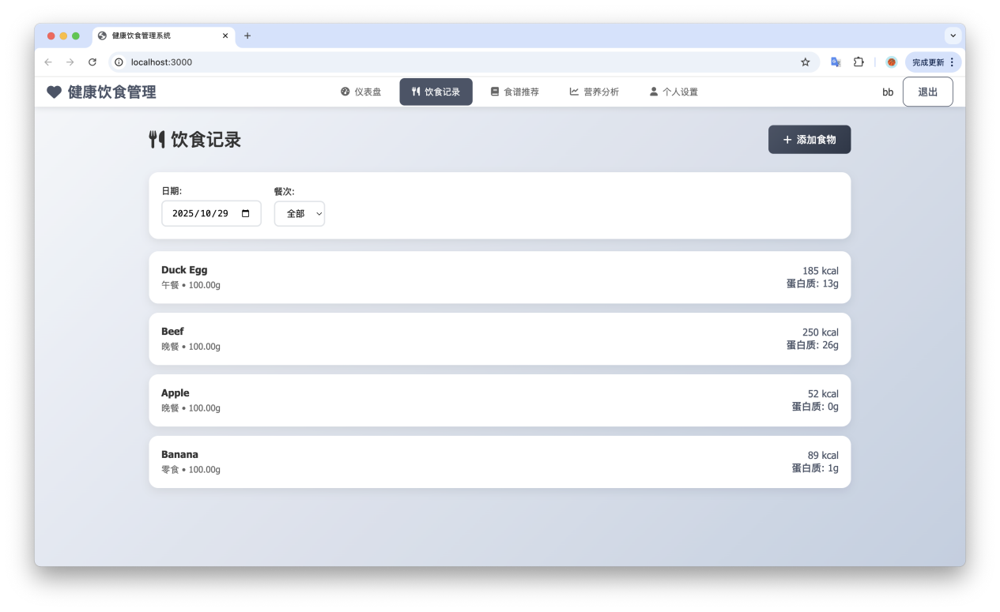 健康饮食管理系统
localhost:3000
完成更新
健康饮食管理
仪表盘
饮食记录
食谱推荐
营养分析
个人设置
bb
退出
饮食记录
+ 添加食物
日期:
餐次:
2025/10/29
全部
Duck Egg
185 kcal
午餐 • 100.00g
蛋白质: 13g
Beef
250 kcal
晚餐 • 100.00g
蛋白质: 26g
Apple
52 kcal
晚餐 • 100.00g
蛋白质: 0g
Banana
89 kcal
零食 • 100.00g
蛋白质: 1g